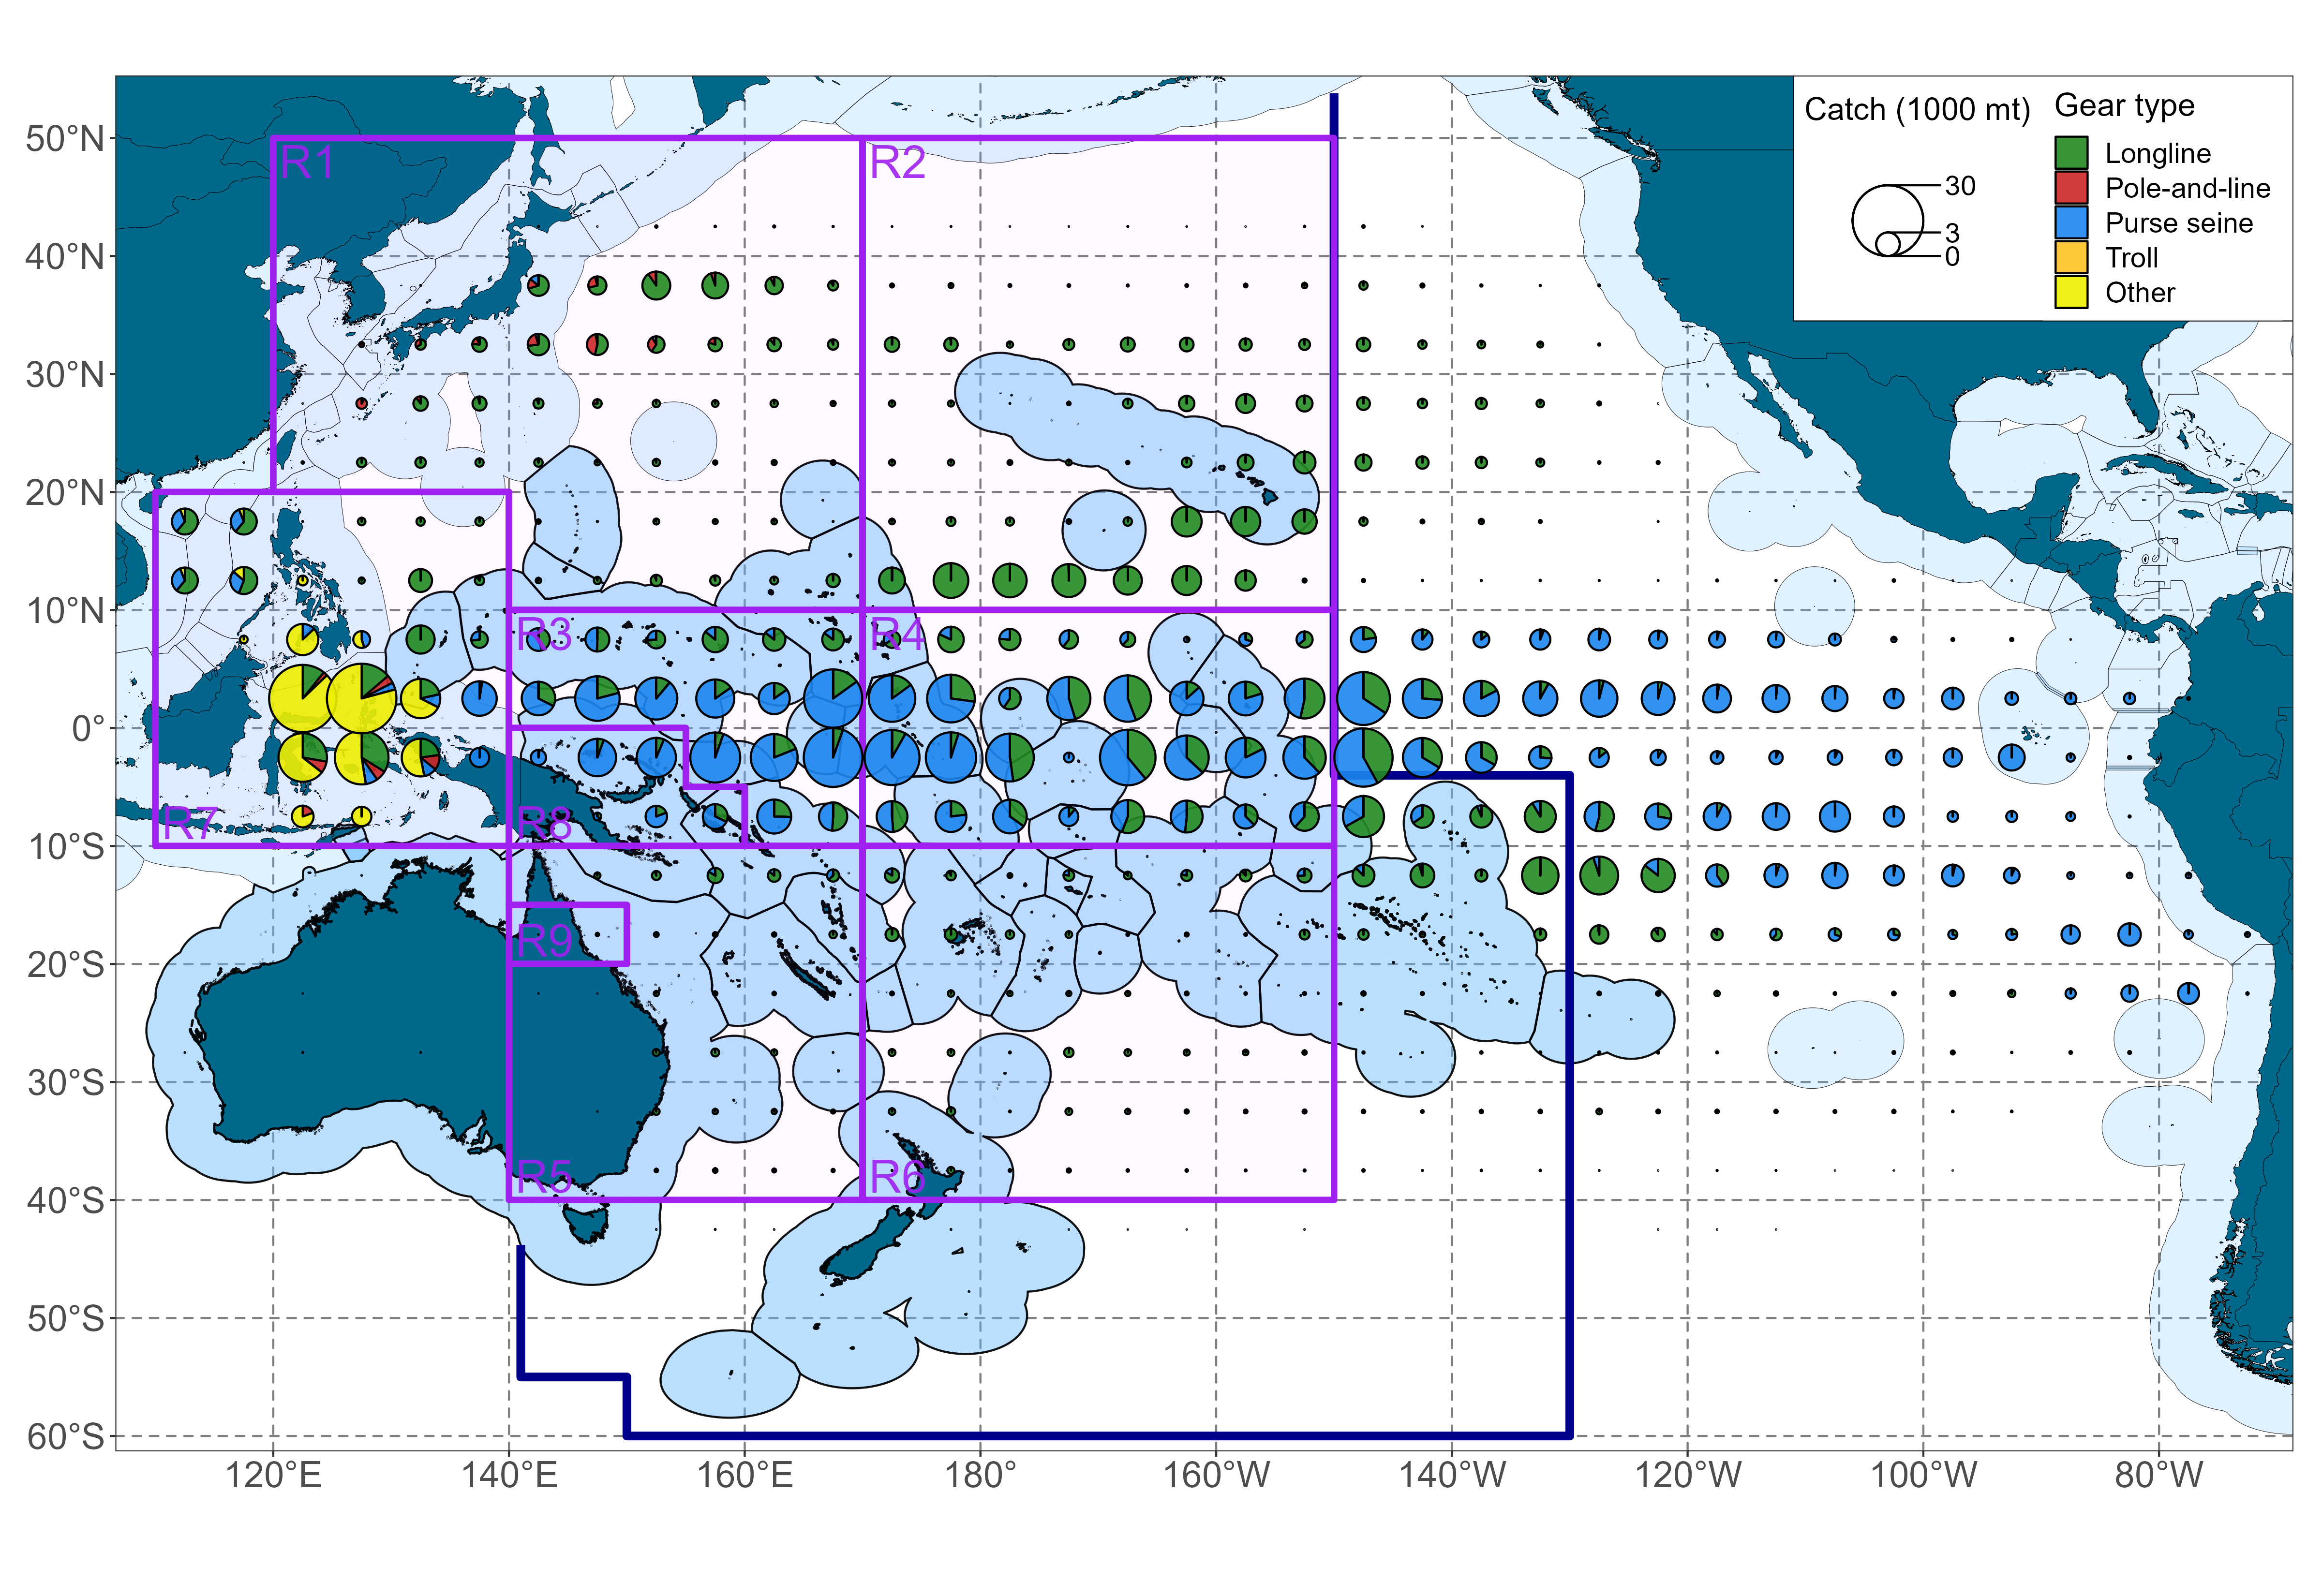 Catch (1000 mt)
30
3
0
Gear type
Longline
Pole-and-line
Purse seine
Troll
Other
50°N
40°N
30°N
20°N
10°N
0°
10°S
20°S
30°S
40°S
50°S
60°S
R1
R2
R3
R4
R7
R8
R9
R5
R6
120°E
140°E
160°E
180°
160°W
140°W
120°W
100°W
80°W